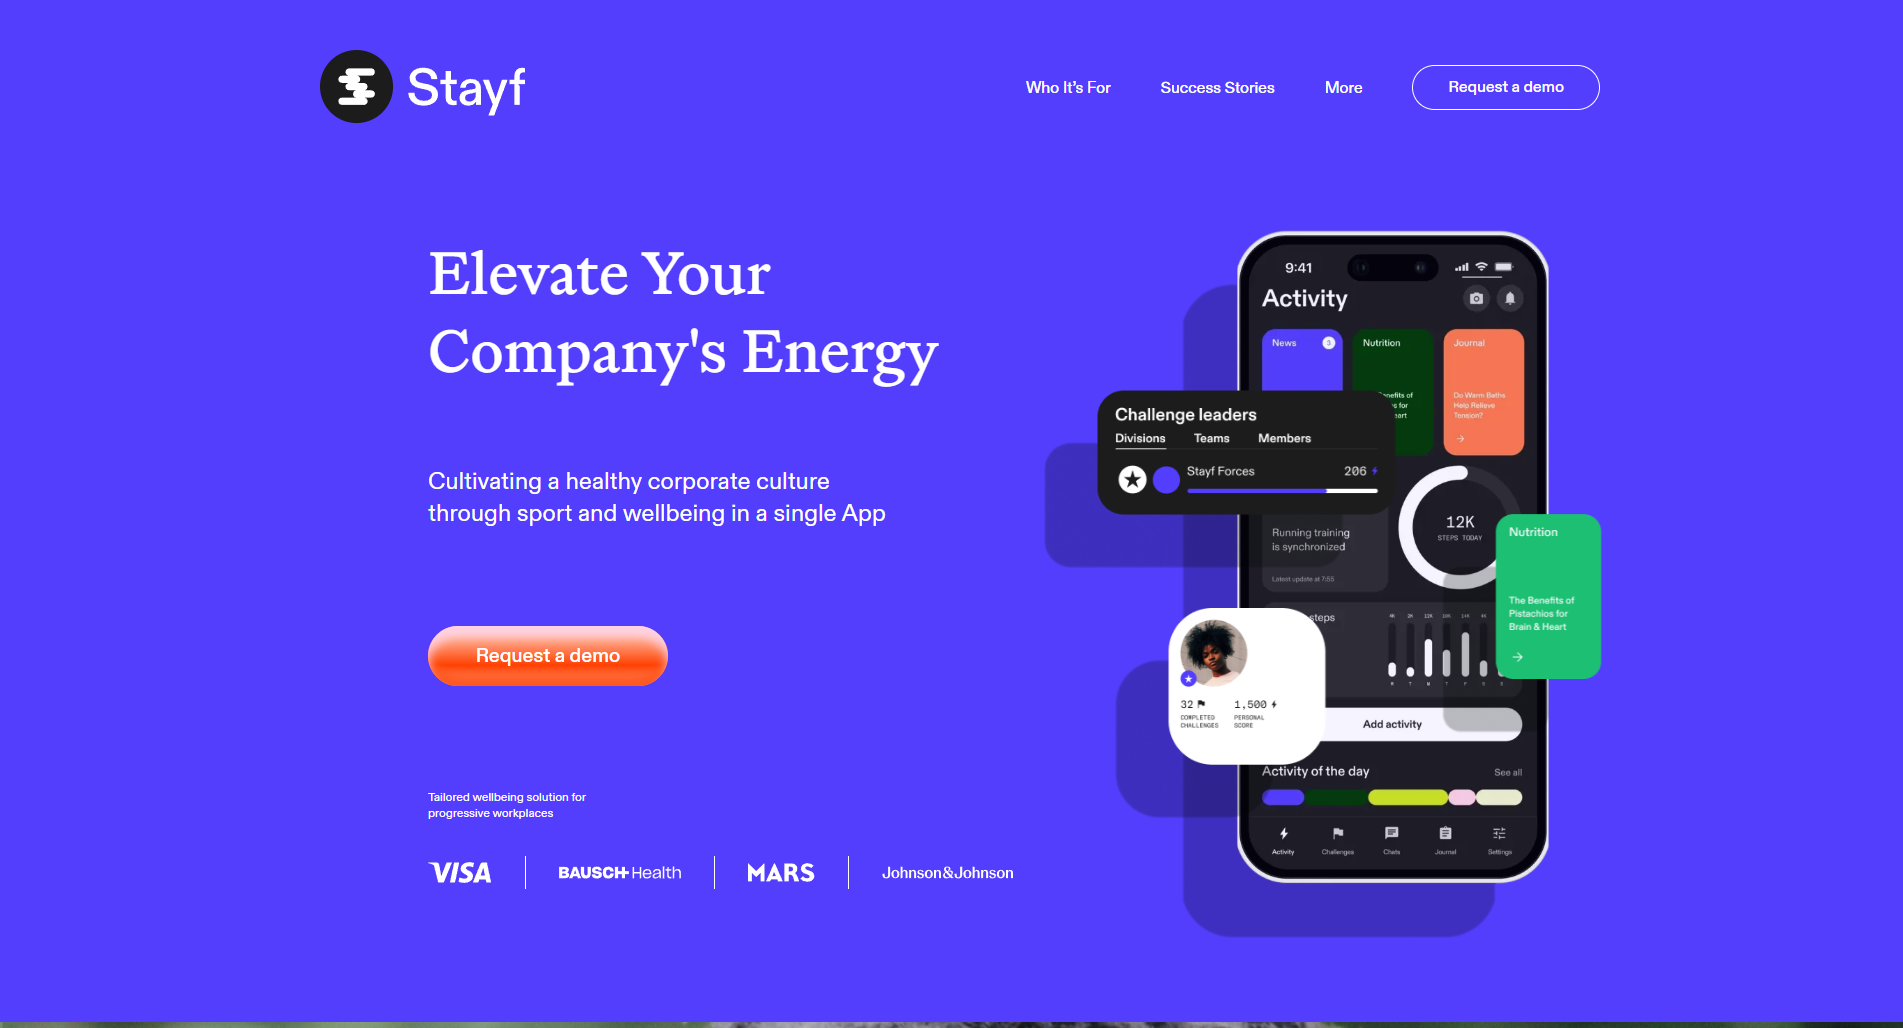 Stayf
Who It's For
Success Stories
More
Request a demo
Elevate Your
Company's Energy
Cultivating a healthy corporate culture
through sport and wellbeing in a single App
Request a demo
Tailored wellbeing solution for
progressive workplaces
VISA
BAUSCH+Health
MARS
Johnson&Johnson
9:41
Activity
News
3
Nutrition
Journal
Do Warm Baths
Help Relieve
Tension?
Challenge leaders
Divisions
Teams
Members
Stayf Forces
206
Running training
is synchronized
Latest update at 7:55
12K
STEPS TODAY
Nutrition
The Benefits of
Pistachios for
Brain & Heart
steps
32
COMPLETED
CHALLENGES
1,500
PERSONAL
SCORE
Add activity
Activity of the day
See all
Activity
Challenges
Chats
Journal
Settings